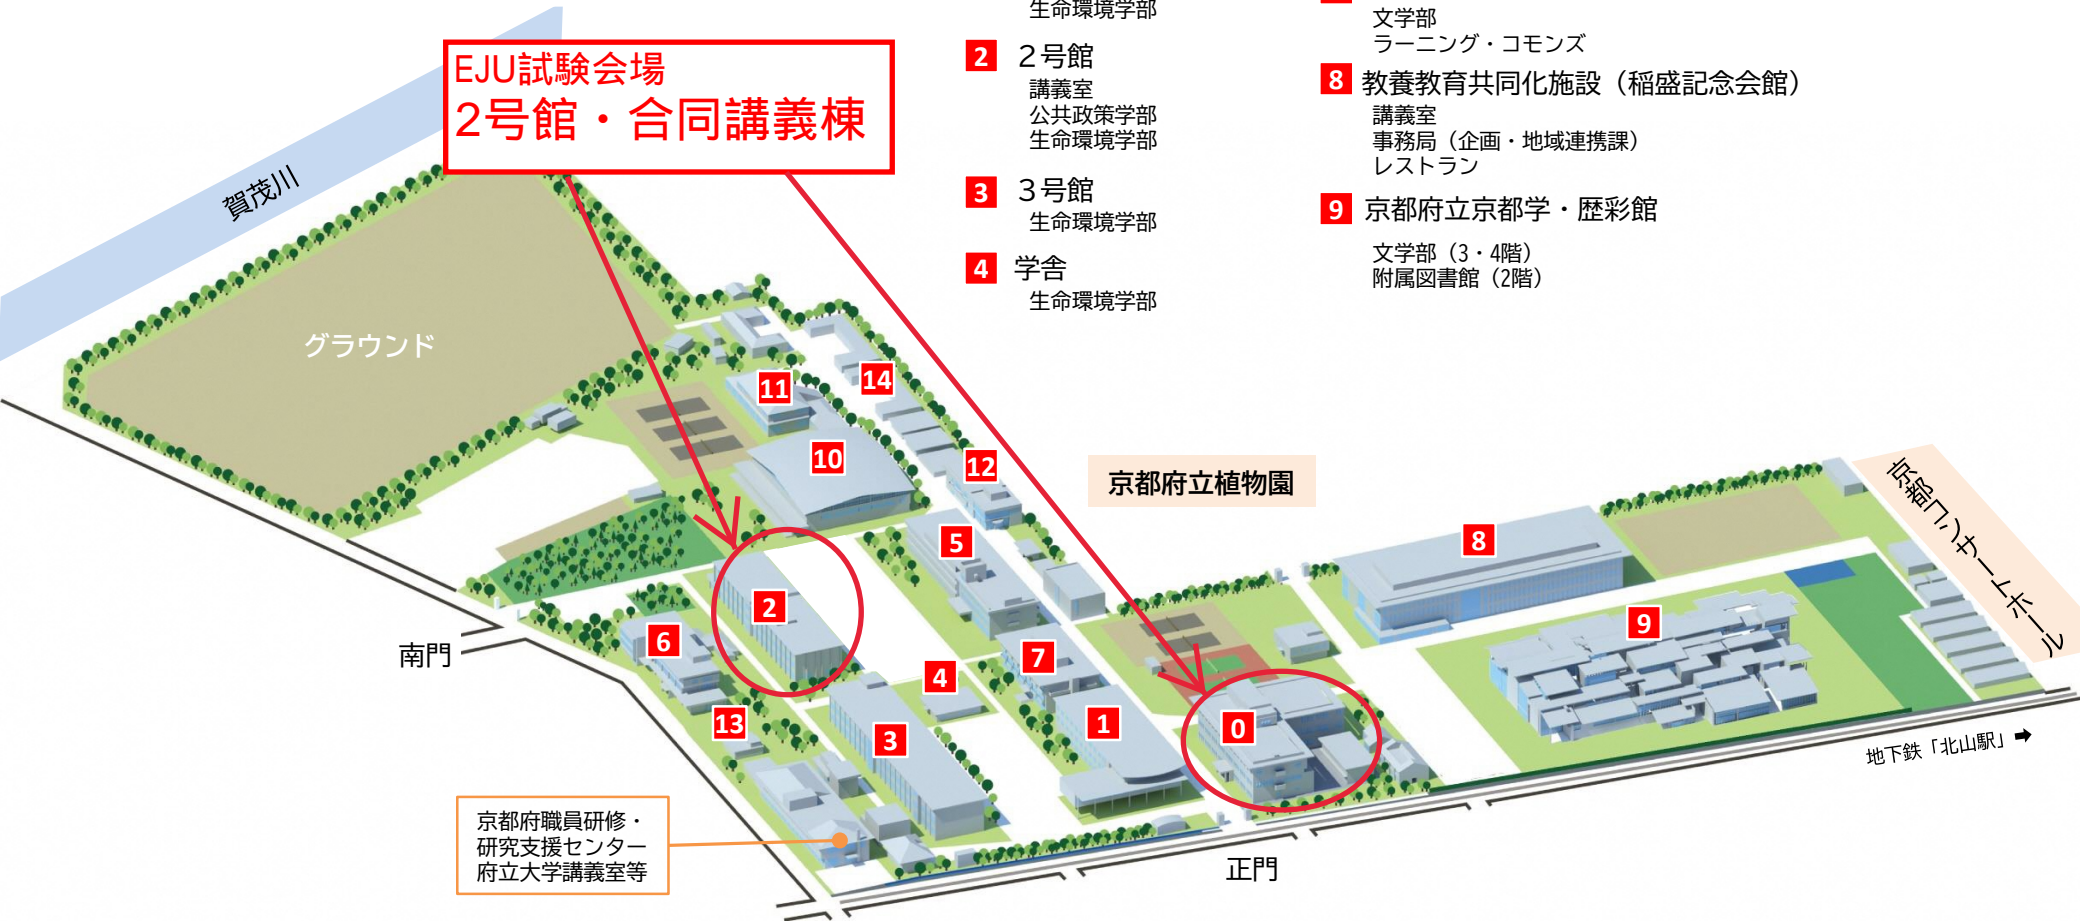 生命環境学部
2 2号館
講義室
公共政策学部
生命環境学部
3 3号館
生命環境学部
4 学舎
生命環境学部
文学部
ラーニング・コモンズ
8 教養教育共同化施設（稲盛記念会館）
講義室
事務局（企画・地域連携課）
レストラン
9 京都府立京都学・歴彩館
文学部（3・4階）
附属図書館（2階）
EJU試験会場
2号館・合同講義棟
賀茂川
グラウンド
11
14
10
12
京都府立植物園
京都コンサートホール
5
8
2
6
9
7
4
南門
13
3
1
0
地下鉄「北山駅」➡
京都府職員研修・
研究支援センター
府立大学講義室等
正門